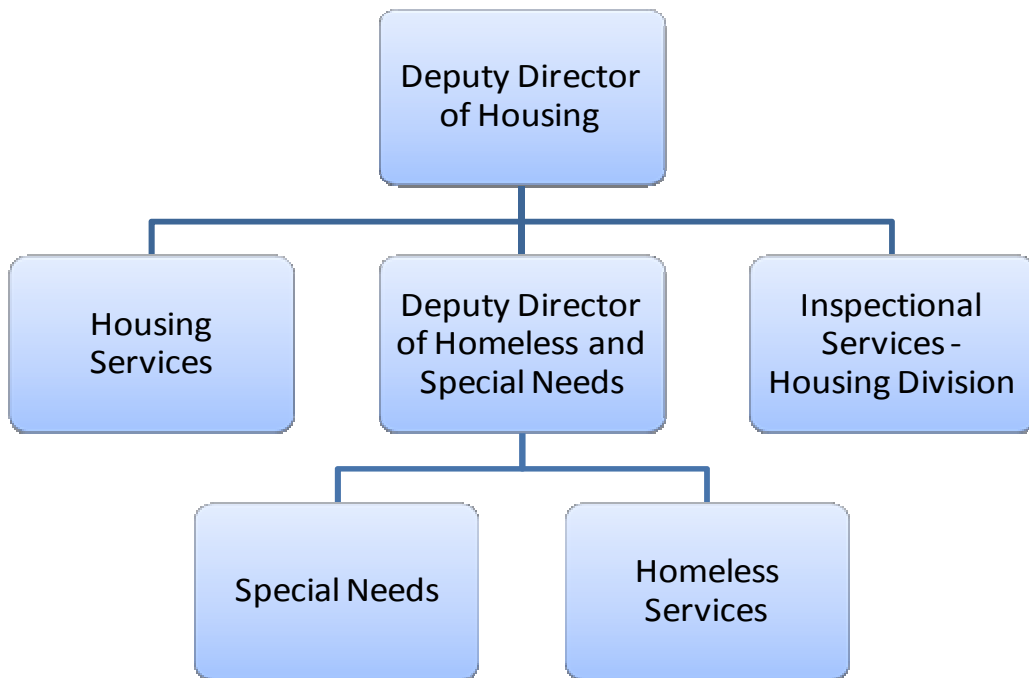 Deputy Director
of Housing
Housing
Services
Deputy Director
of Homeless and
Special Needs
Inspectional
Services -
Housing Division
Special Needs
Homeless
Services